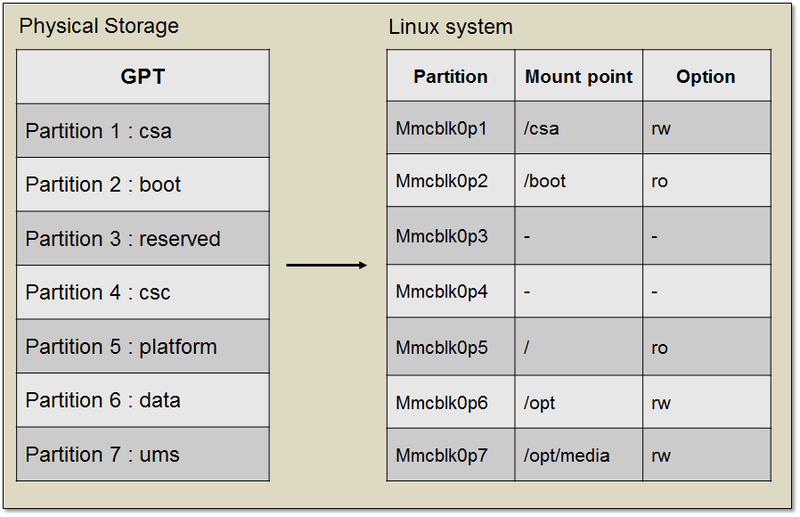 Physical Storage
GPT
Partition 1 : csa
Partition 2 : boot
Partition 3 : reserved
Partition 4 : csc
Partition 5 : platform
Partition 6 : data
Partition 7 : ums
Linux system
Partition Mount point Option
Mmcblk0p1 /csa rw
Mmcblk0p2 /boot ro
Mmcblk0p3 - -
Mmcblk0p4 - -
Mmcblk0p5 / ro
Mmcblk0p6 /opt rw
Mmcblk0p7 /opt/media rw